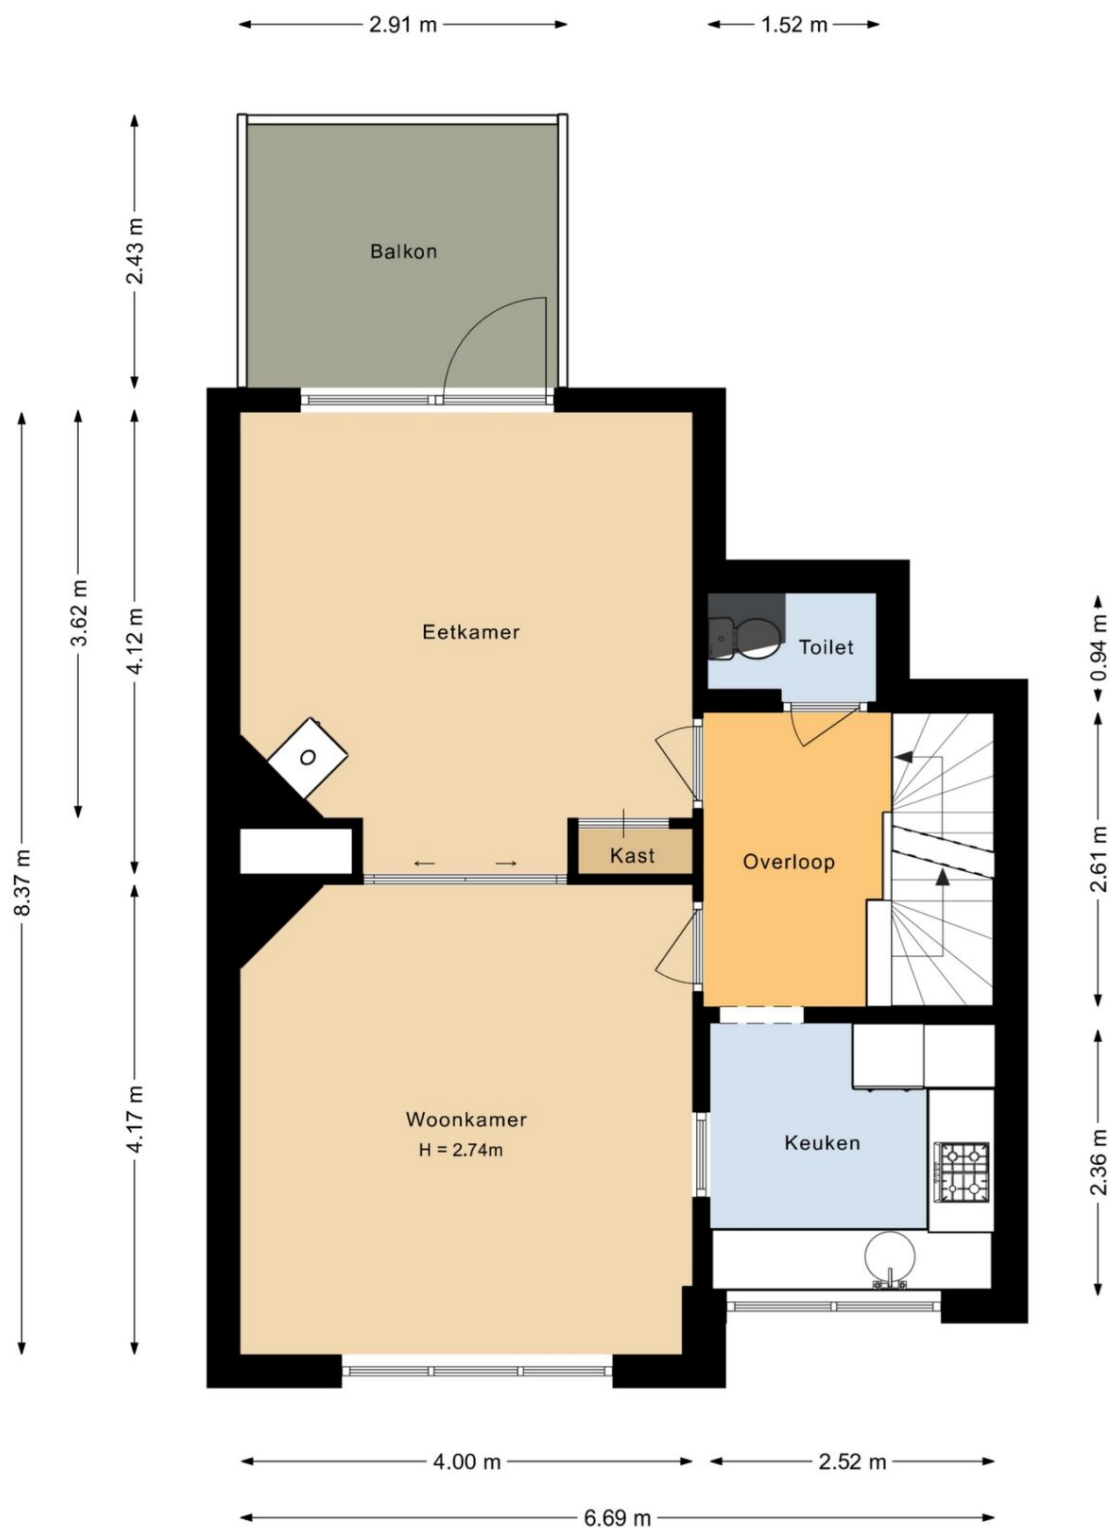 2.91 m
1.52 m
2.43 m
Balkon
3.62 m
4.12 m
8.37 m
4.17 m
Eetkamer
Toilet
0.94 m
Kast
Overloop
2.61 m
Woonkamer
H = 2.74m
Keuken
2.36 m
4.00 m
2.52 m
6.69 m